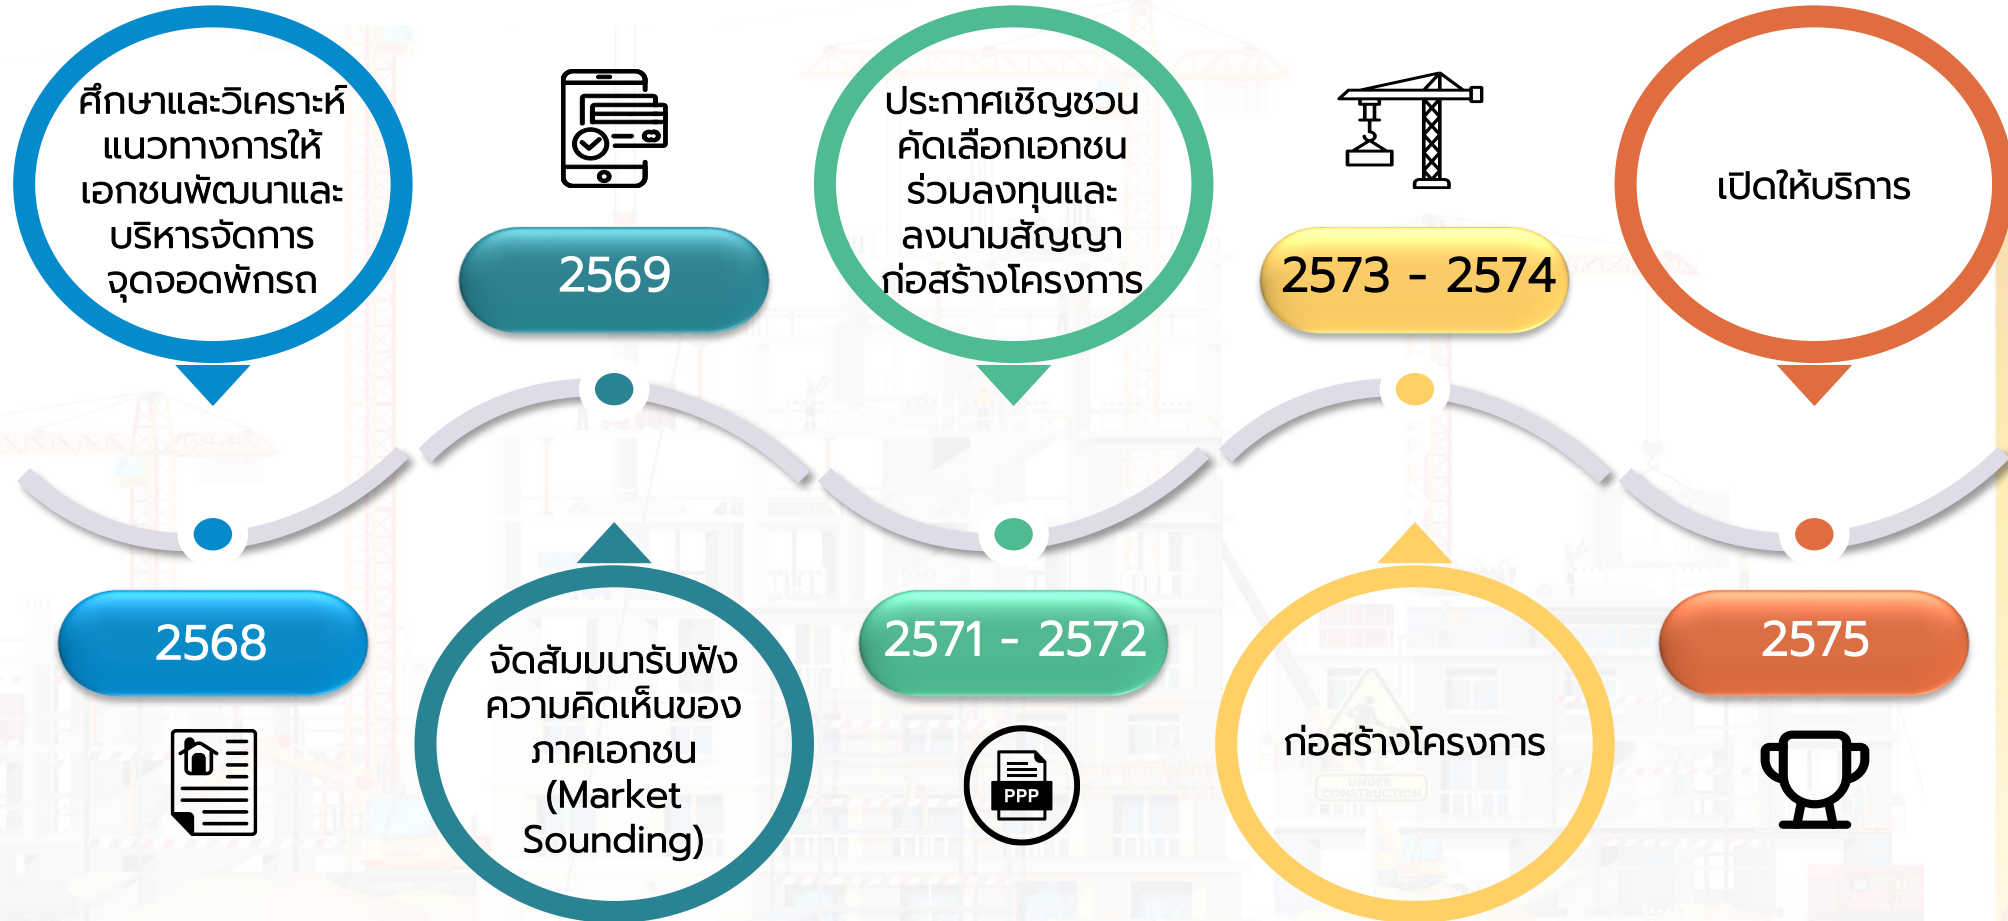 ศึกษาและวิเคราะห์
แนวทางการให้
เอกชนพัฒนาและ
บริหารจัดการ
จุดจอดพักรถ
2568
2569
จัดสัมมนารับฟัง
ความคิดเห็นของ
ภาคเอกชน
(Market
Sounding)
ประกาศเชิญชวน
คัดเลือกเอกชน
ร่วมลงทุนและ
ลงนามสัญญา
ก่อสร้างโครงการ
2571 - 2572
PPP
2573 - 2574
ก่อสร้างโครงการ
UNDER
CONSTRUCTION
เปิดให้บริการ
2575